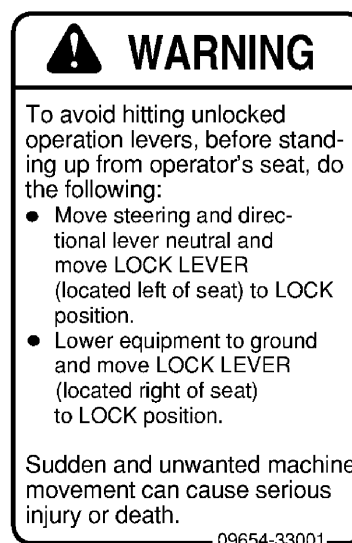 WARNING
To avoid hitting unlocked
operation levers, before stand-
ing up from operator's seat, do
the following:
● Move steering and direc-
tional lever neutral and
move LOCK LEVER
(located left of seat) to LOCK
position.
● Lower equipment to ground
and move LOCK LEVER
(located right of seat)
to LOCK position.
Sudden and unwanted machine
movement can cause serious
injury or death.
09654-33001